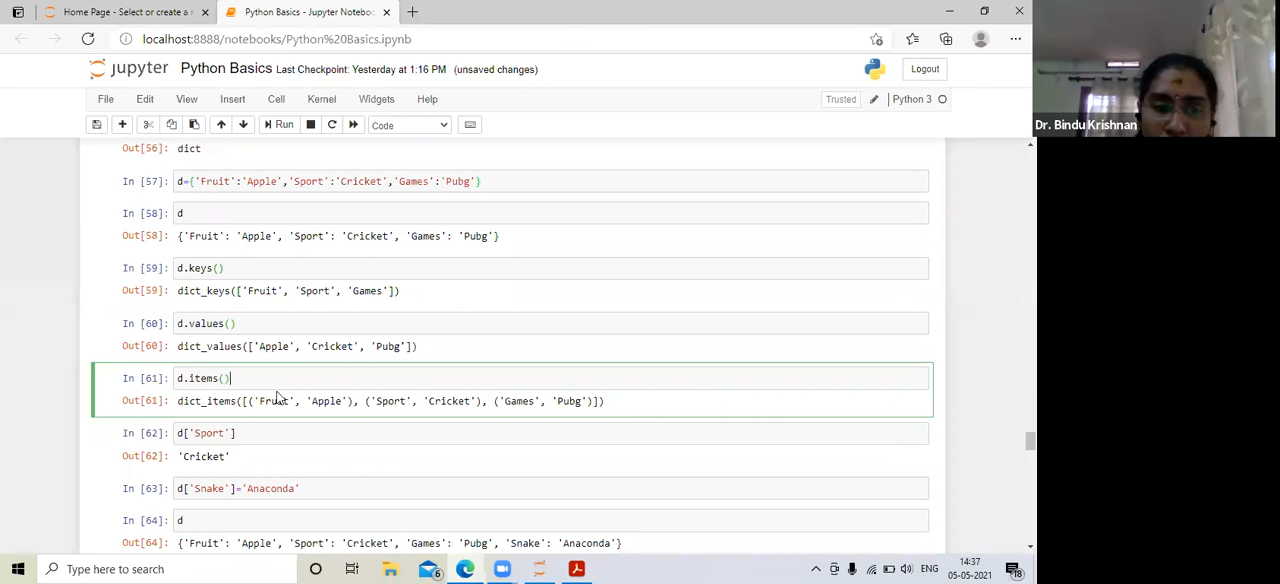 Home Page - Select or create a n
Python Basics - Jupyter Noteboo
localhost:8888/notebooks/Python%20Basics.ipynb
jupyter Python Basics Last Checkpoint: Yesterday at 1:16 PM (unsaved changes)
Logout
File Edit View Insert Cell Kernel Widgets Help
Trusted Python 3
Run Code
Out[56]: dict
In [57]: d={'Fruit':'Apple','Sport':'Cricket','Games':'Pubg'}
In [58]: d
Out[58]: {'Fruit': 'Apple', 'Sport': 'Cricket', 'Games': 'Pubg'}
In [59]: d.keys()
Out[59]: dict_keys(['Fruit', 'Sport', 'Games'])
In [60]: d.values()
Out[60]: dict_values(['Apple', 'Cricket', 'Pubg'])
In [61]: d.items()
Out[61]: dict_items([('Fruit', 'Apple'), ('Sport', 'Cricket'), ('Games', 'Pubg')])
In [62]: d['Sport']
Out[62]: 'Cricket'
In [63]: d['Snake']='Anaconda'
In [64]: d
Out[64]: {'Fruit': 'Apple', 'Sport': 'Cricket', 'Games': 'Pubg', 'Snake': 'Anaconda'}
Dr. Bindu Krishnan
Type here to search
6
ENG
14:37
05-05-2021
18